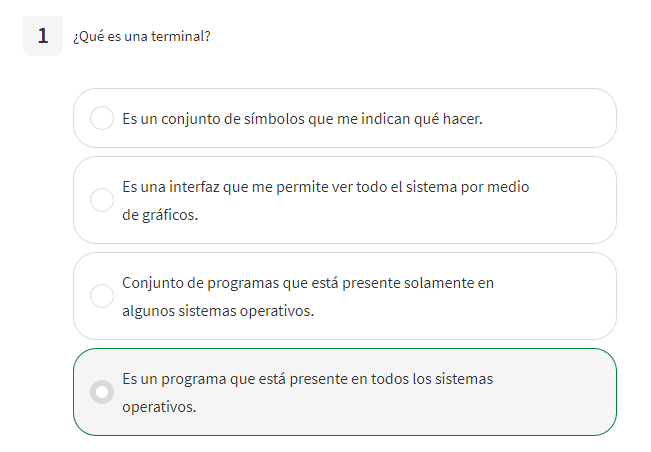 1 ¿Qué es una terminal?
Es un conjunto de símbolos que me indican qué hacer.
Es una interfaz que me permite ver todo el sistema por medio
de gráficos.
Conjunto de programas que está presente solamente en
algunos sistemas operativos.
Es un programa que está presente en todos los sistemas
operativos.